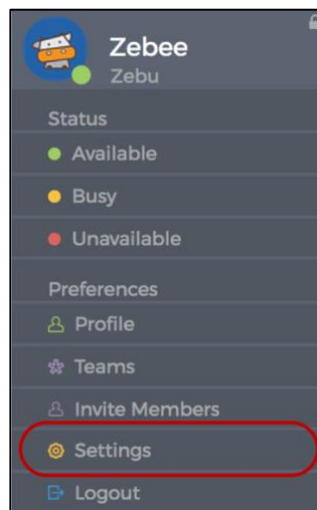 Zebee
Zebu
Status
Available
Busy
Unavailable
Preferences
Profile
Teams
Invite Members
Settings
Logout